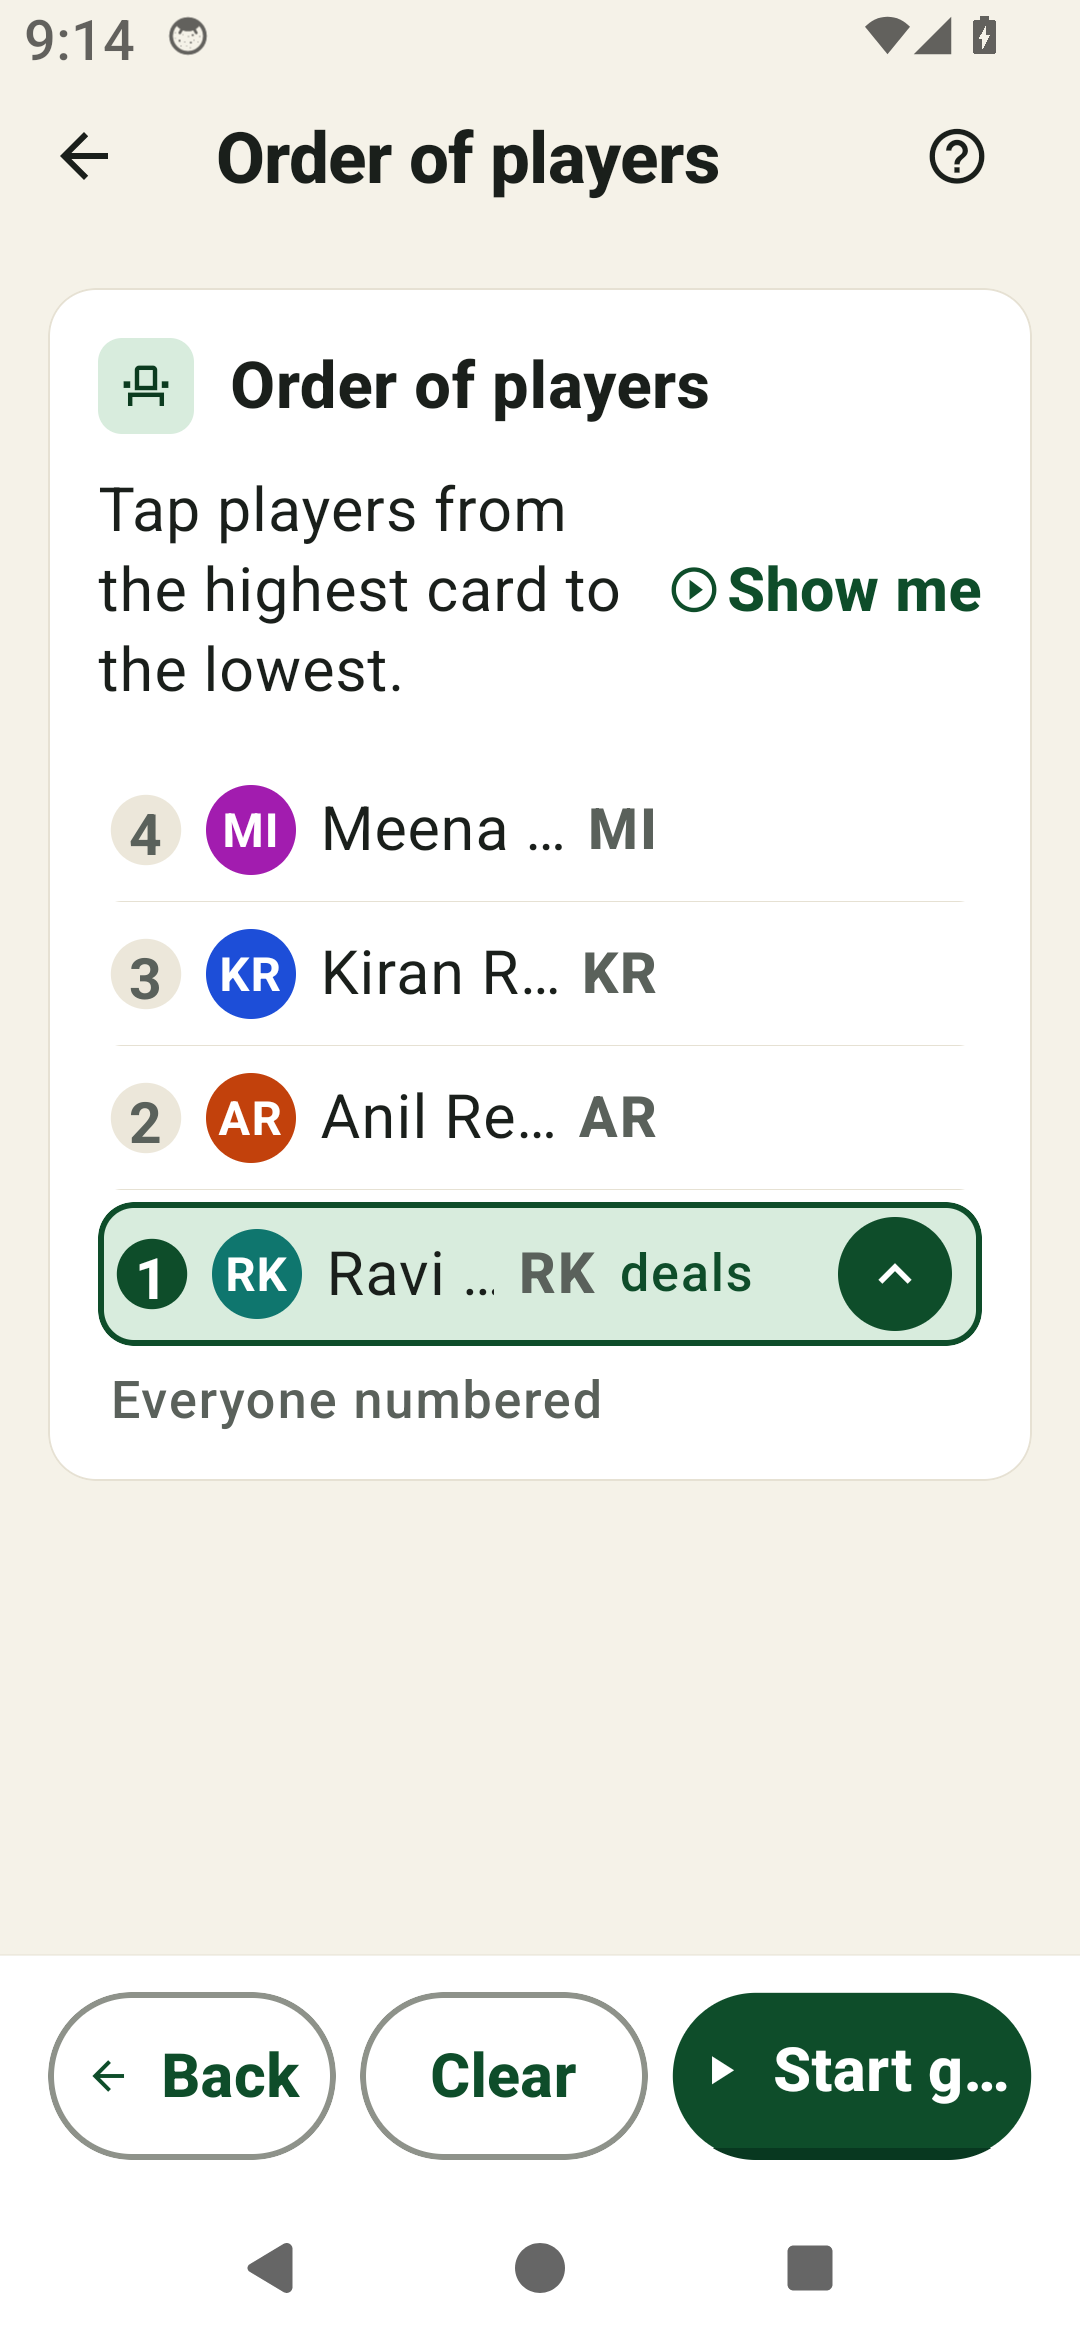 9:14
Order of players
Order of players
Tap players from
the highest card to
the lowest.
Show me
4 MI Meena ... MI
3 KR Kiran R... KR
2 AR Anil Re... AR
1 RK Ravi ... RK deals
Everyone numbered
Back Clear Start g...